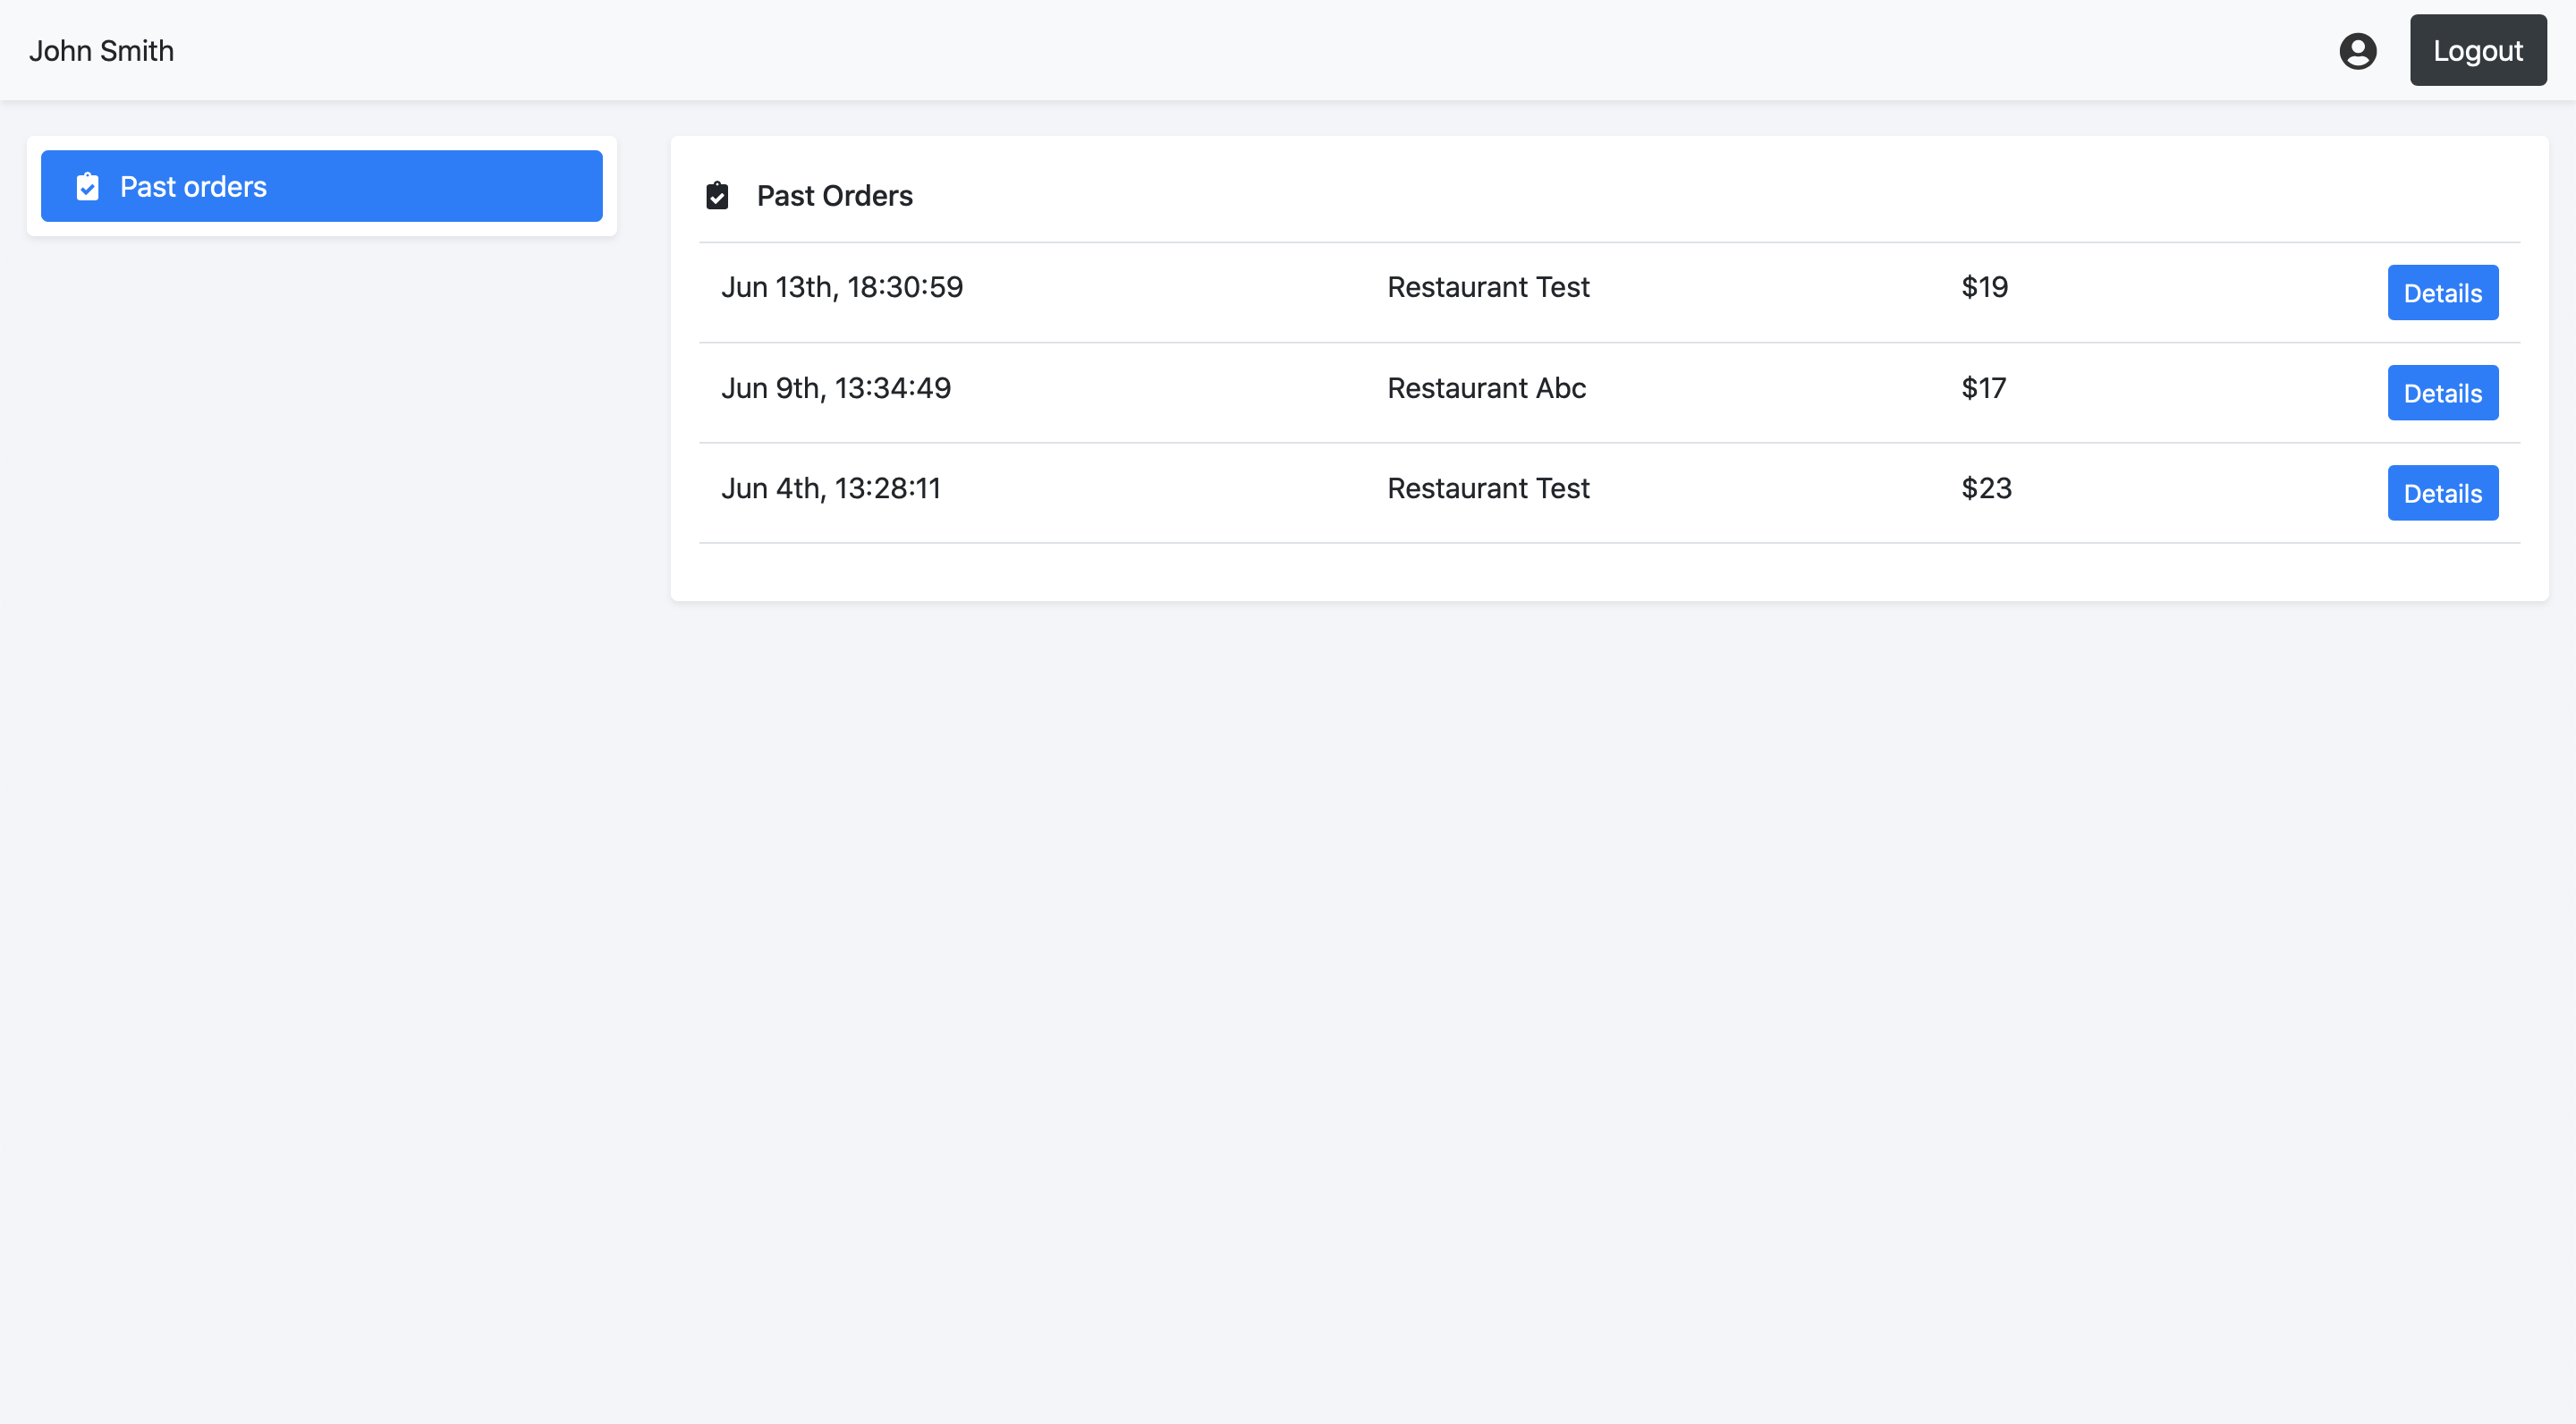 John Smith
Logout
Past orders
Past Orders
Jun 13th, 18:30:59 Restaurant Test $19 Details
Jun 9th, 13:34:49 Restaurant Abc $17 Details
Jun 4th, 13:28:11 Restaurant Test $23 Details